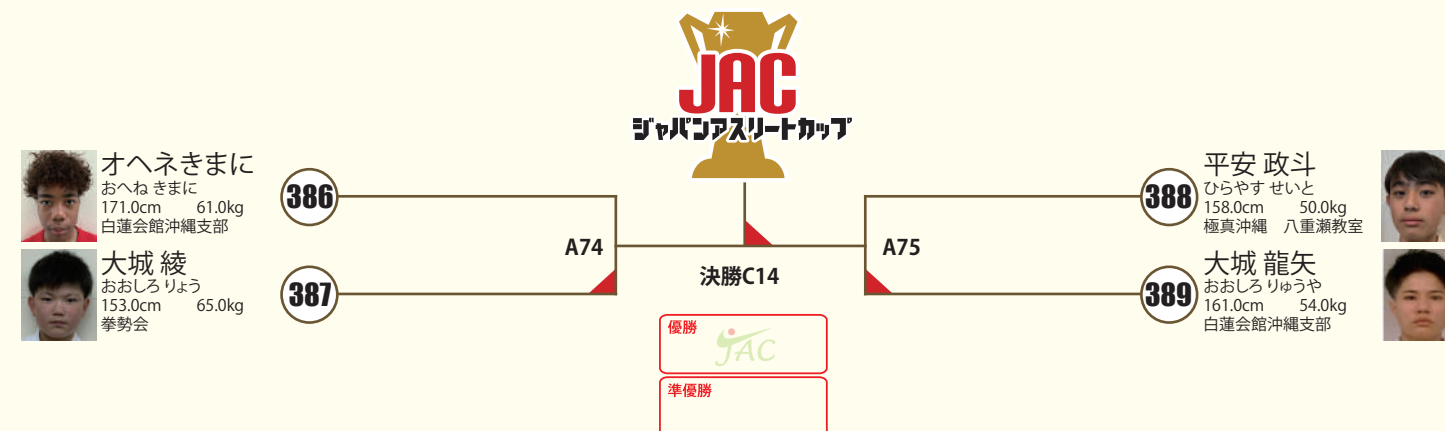 JAC
ジャパンアスリートカップ
オヘネきまに
おへね きまに
171.0cm 61.0kg
白蓮会館沖縄支部
386
大城 綾
おおしろ りょう
153.0cm 65.0kg
拳勢会
387
A74
決勝C14
A75
388
平安 政斗
ひらやす せいと
158.0cm 50.0kg
極真沖縄 八重瀬教室
389
大城 龍矢
おおしろ りゅうや
161.0cm 54.0kg
白蓮会館沖縄支部
優勝
JAC
準優勝